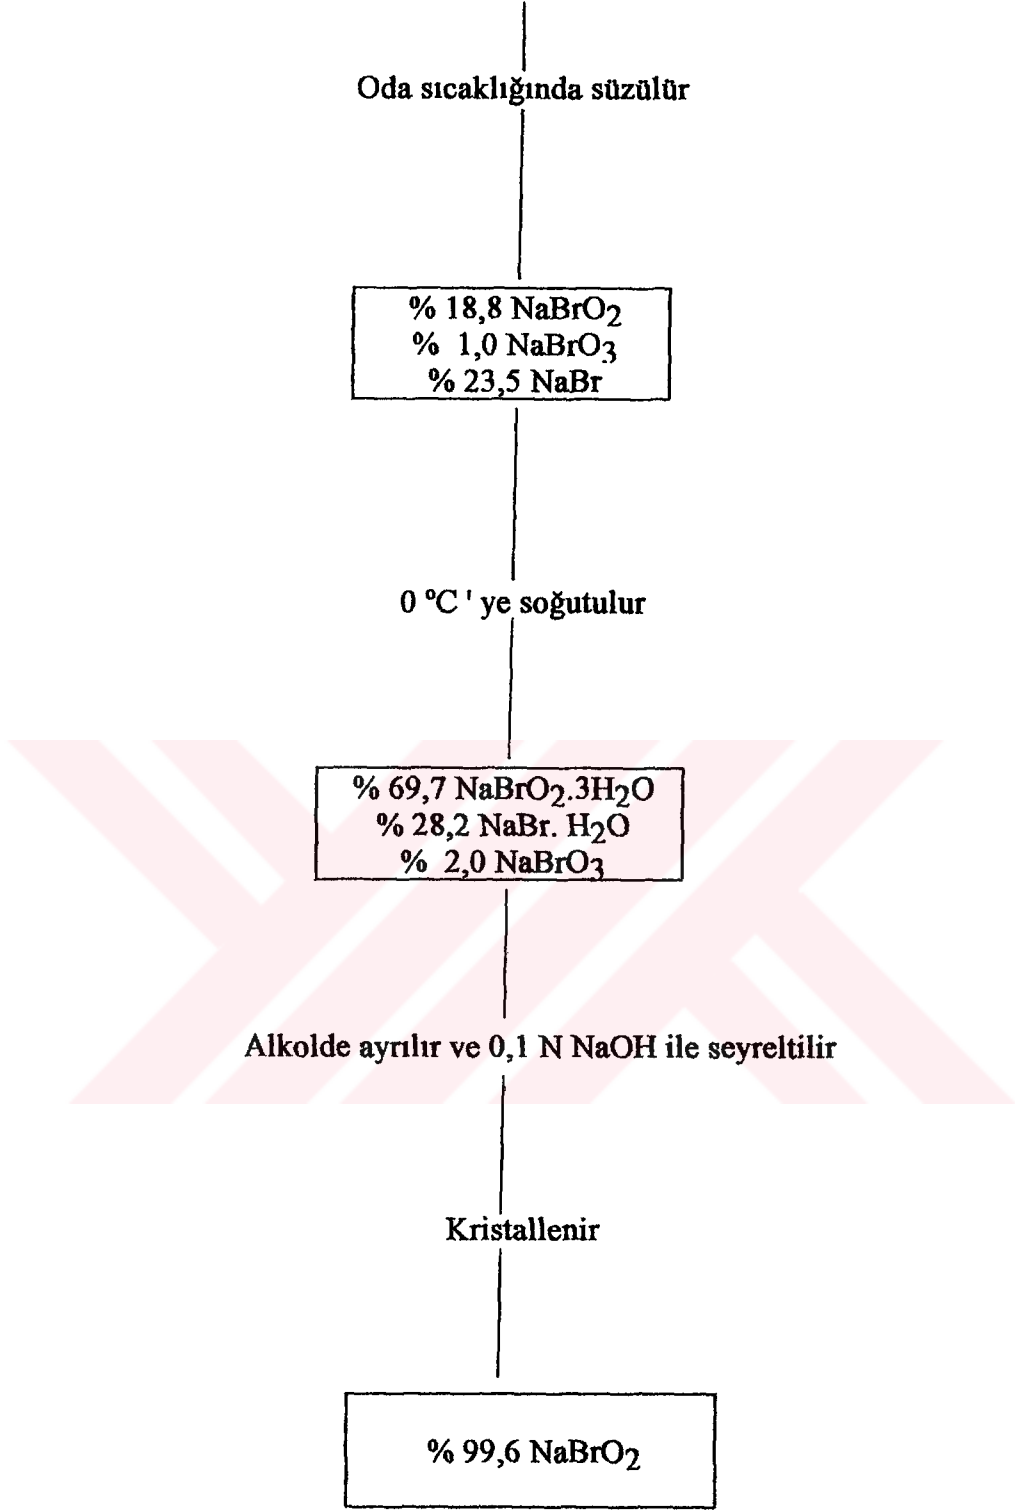 Oda sıcaklığında süzülür
% 18,8 NaBrO2
% 1,0 NaBrO3
% 23,5 NaBr
0 ºC ' ye soğutulur
% 69,7 NaBrO2.3H2O
% 28,2 NaBr. H2O
% 2,0 NaBrO3
Alkolde ayrılır ve 0,1 N NaOH ile seyreltilir
Kristallenir
% 99,6 NaBrO2